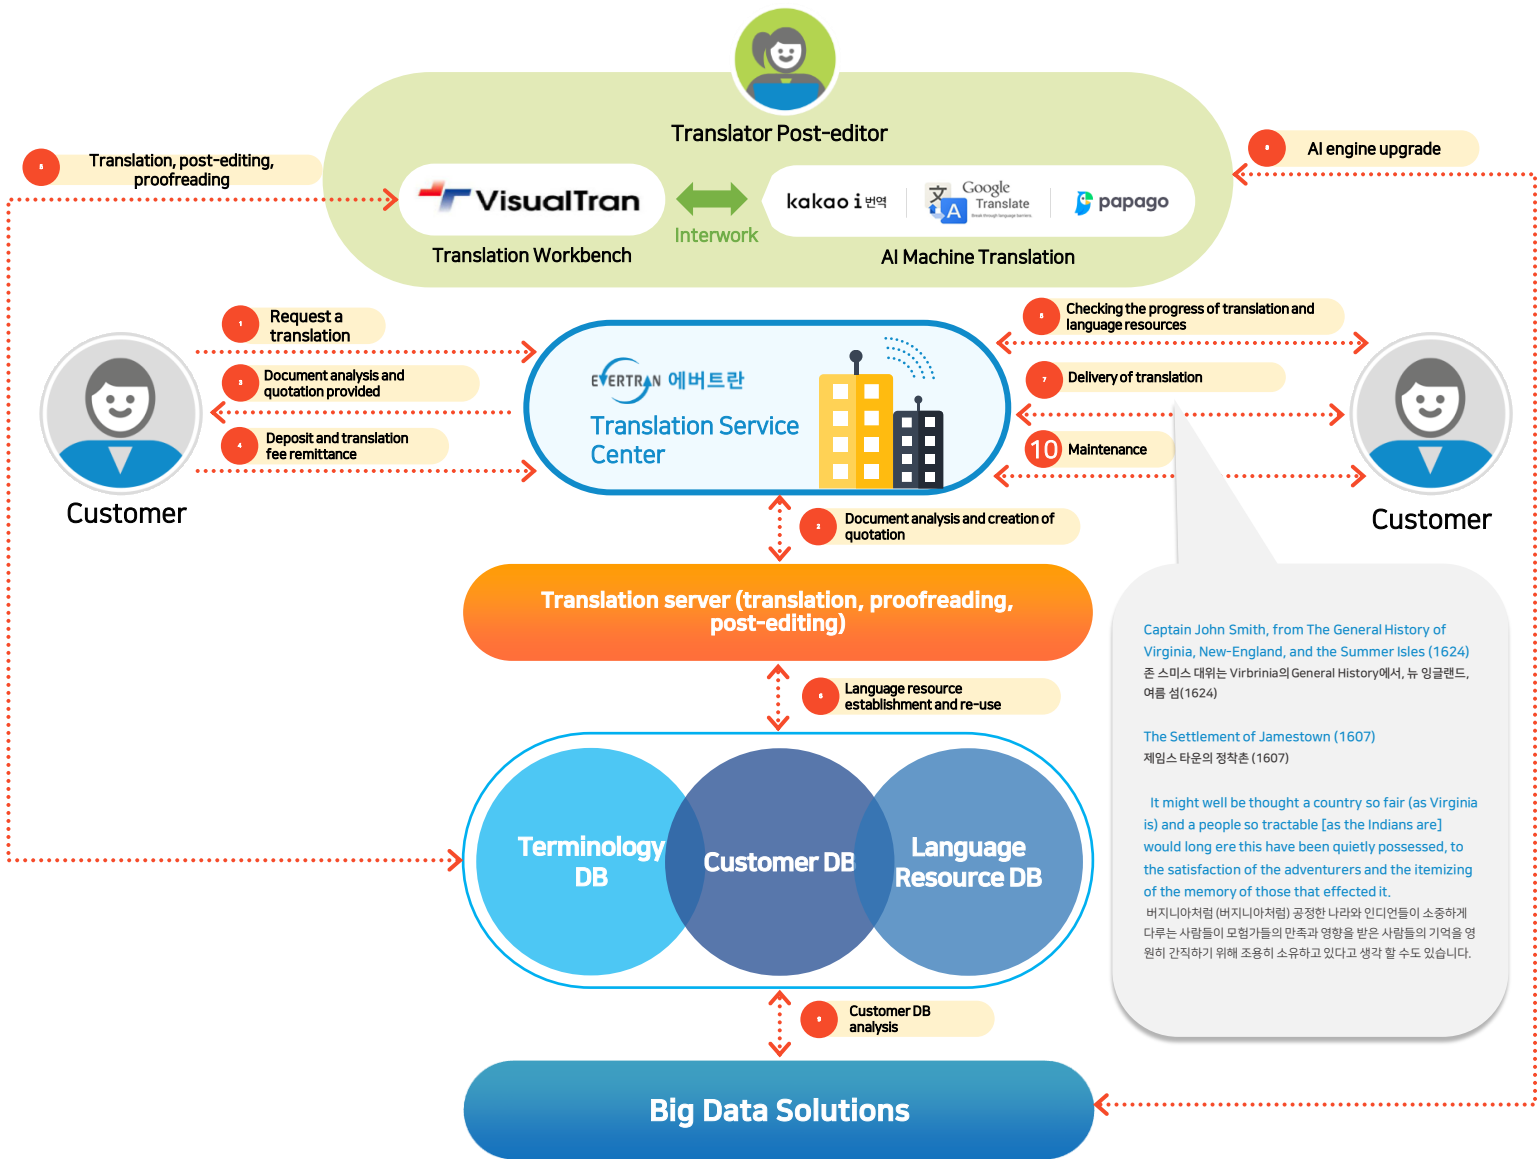 Translator Post-editor
Translation, post-editing,
proofreading
AI engine upgrade
VisualTran
kakao i 번역
Google
Translate
papago
Interwork
Translation Workbench
AI Machine Translation
1
Request a
translation
Checking the progress of translation and
language resources
3
Document analysis and
quotation provided
EVERTRAN 에버트란
Translation Service
Center
7
Delivery of translation
4
Deposit and translation
fee remittance
10
Maintenance
Customer
Customer
2
Document analysis and creation of
quotation
Translation server (translation, proofreading,
post-editing)
Language resource
establishment and re-use
Captain John Smith, from The General History of
Virginia, New-England, and the Summer Isles (1624)
존 스미스 대위는 Virbrinia의 General History에서, 뉴 잉글랜드,
여름 섬(1624)
The Settlement of Jamestown (1607)
제임스 타운의 정착촌 (1607)
It might well be thought a country so fair (as Virginia
is) and a people so tractable [as the Indians are]
would long ere this have been quietly possessed, to
the satisfaction of the adventurers and the itemizing
of the memory of those that effected it.
버지니아처럼 (버지니아처럼) 공정한 나라와 인디언들이 소중하게
다루는 사람들이 모험가들의 만족과 영향을 받은 사람들의 기억을 영
원히 간직하기 위해 조용히 소유하고 있다고 생각 할 수도 있습니다.
Terminology
DB
Customer DB
Language
Resource DB
Customer DB
analysis
Big Data Solutions